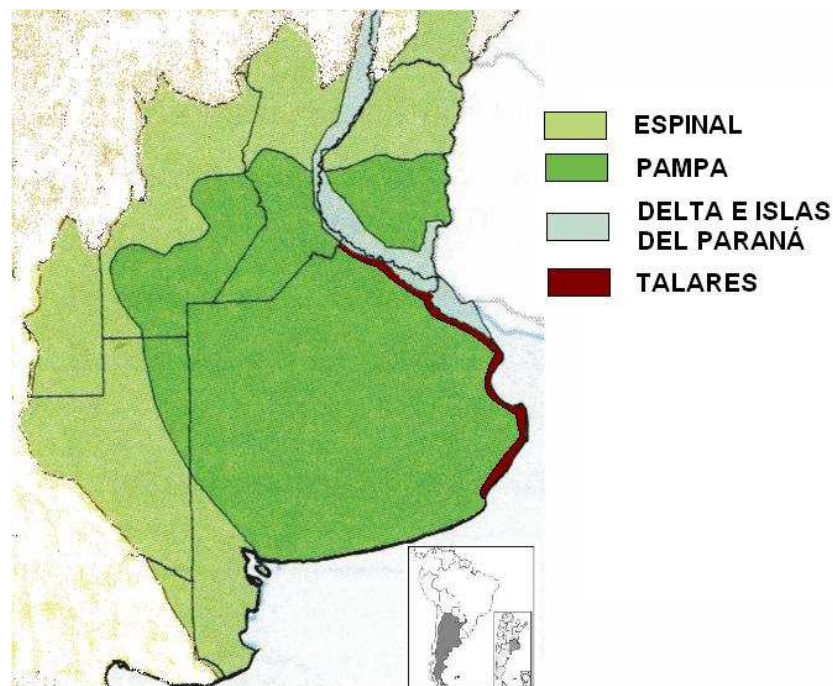 ESPINAL
PAMPA
DELTA E ISLAS
DEL PARANÁ
TALARES